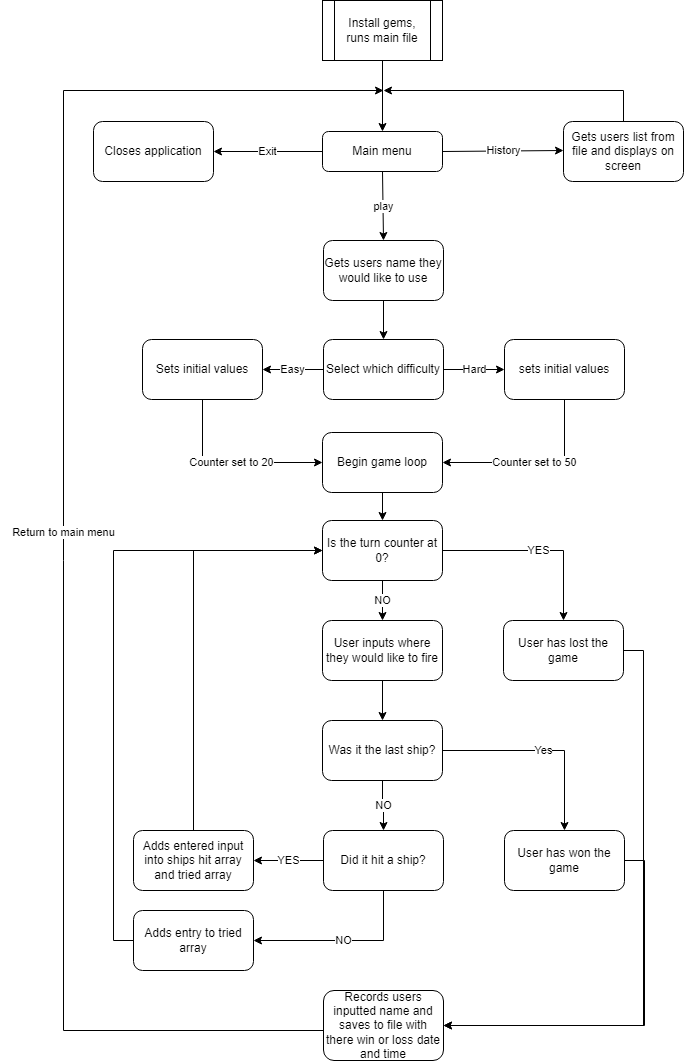 Install gems,
runs main file
Closes application
Exit
Main menu
History
Gets users list from
file and displays on
screen
play
Gets users name they
would like to use
Sets initial values
Easy
Select which difficulty
Hard
sets initial values
Counter set to 20
Begin game loop
Counter set to 50
Return to main menu
Is the turn counter at
0?
YES
NO
User inputs where
they would like to fire
User has lost the
game
Was it the last ship?
Yes
NO
Adds entered input
into ships hit array
and tried array
YES
Did it hit a ship?
User has won the
game
Adds entry to tried
array
NO
Records users
inputted name and
saves to file with
there win or loss date
and time